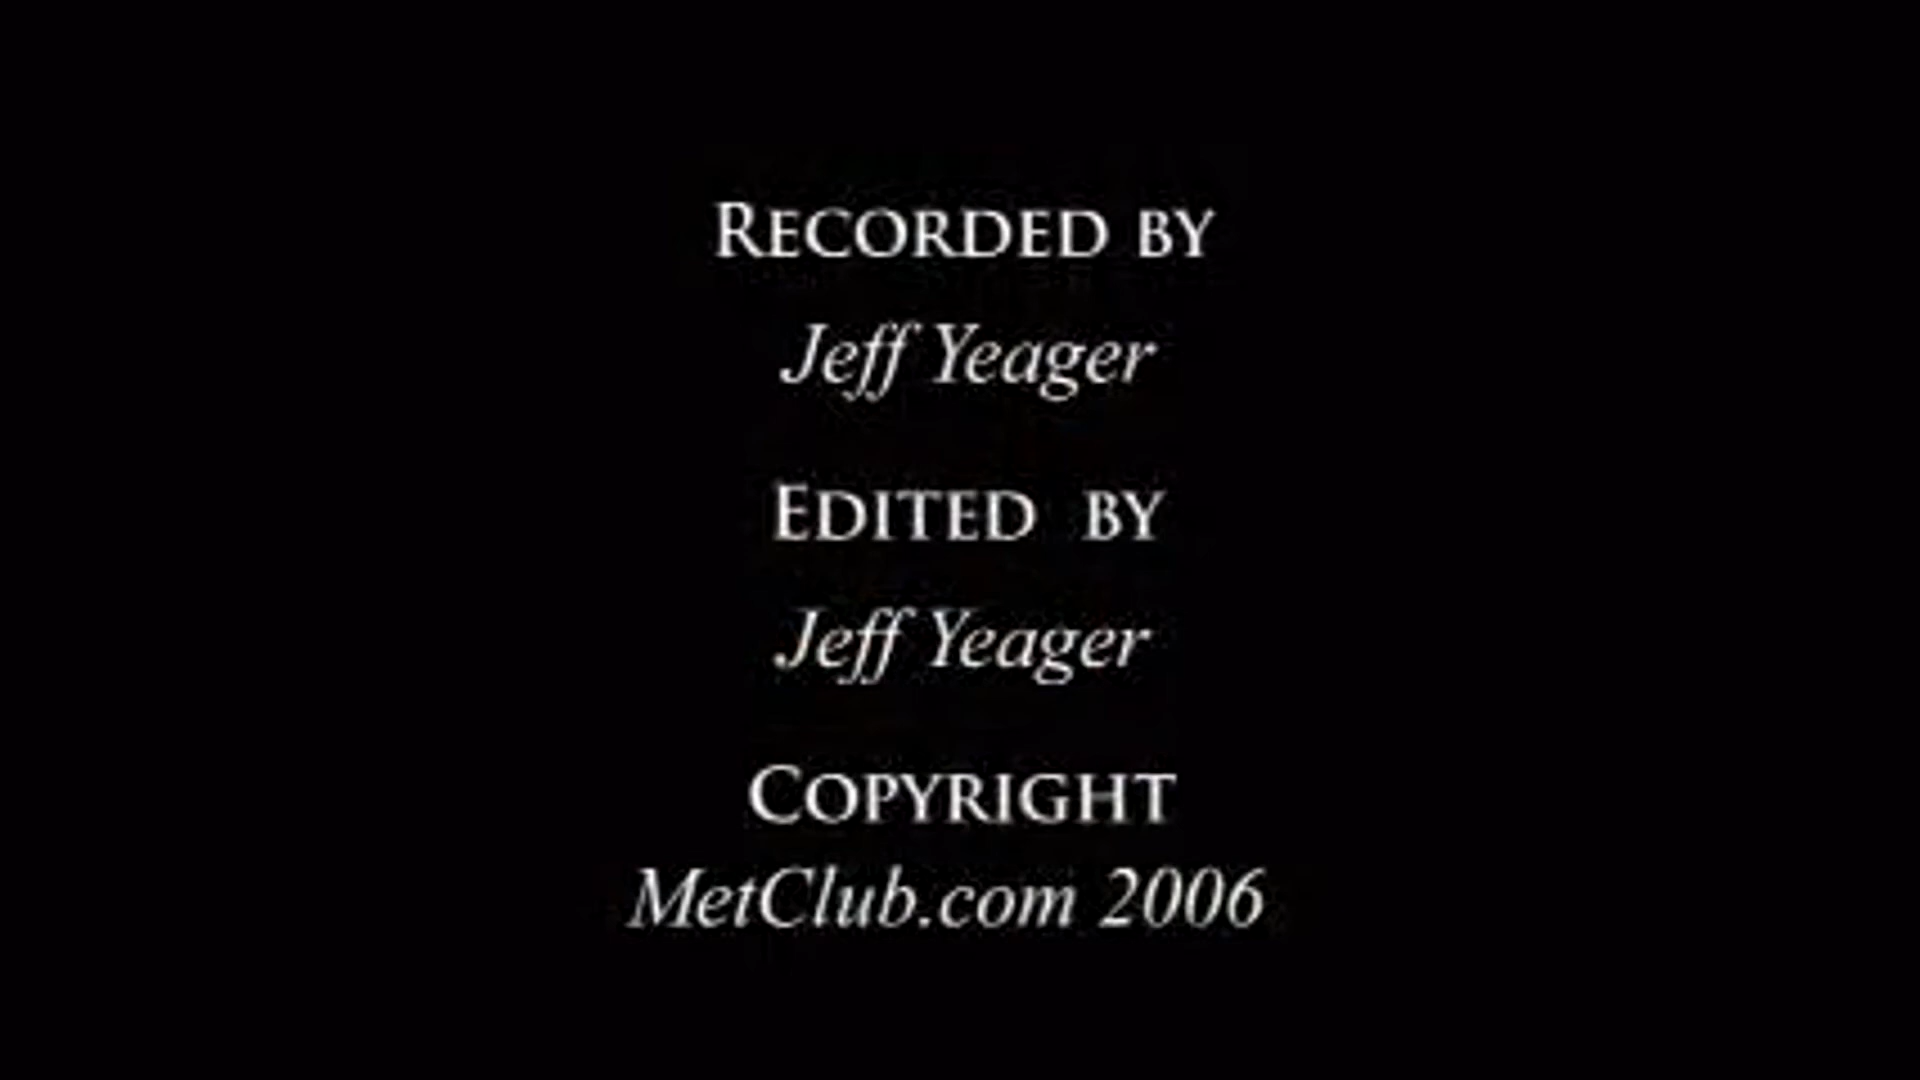 Recorded by
Jeff Yeager
Edited by
Jeff Yeager
Copyright
MetClub.com 2006